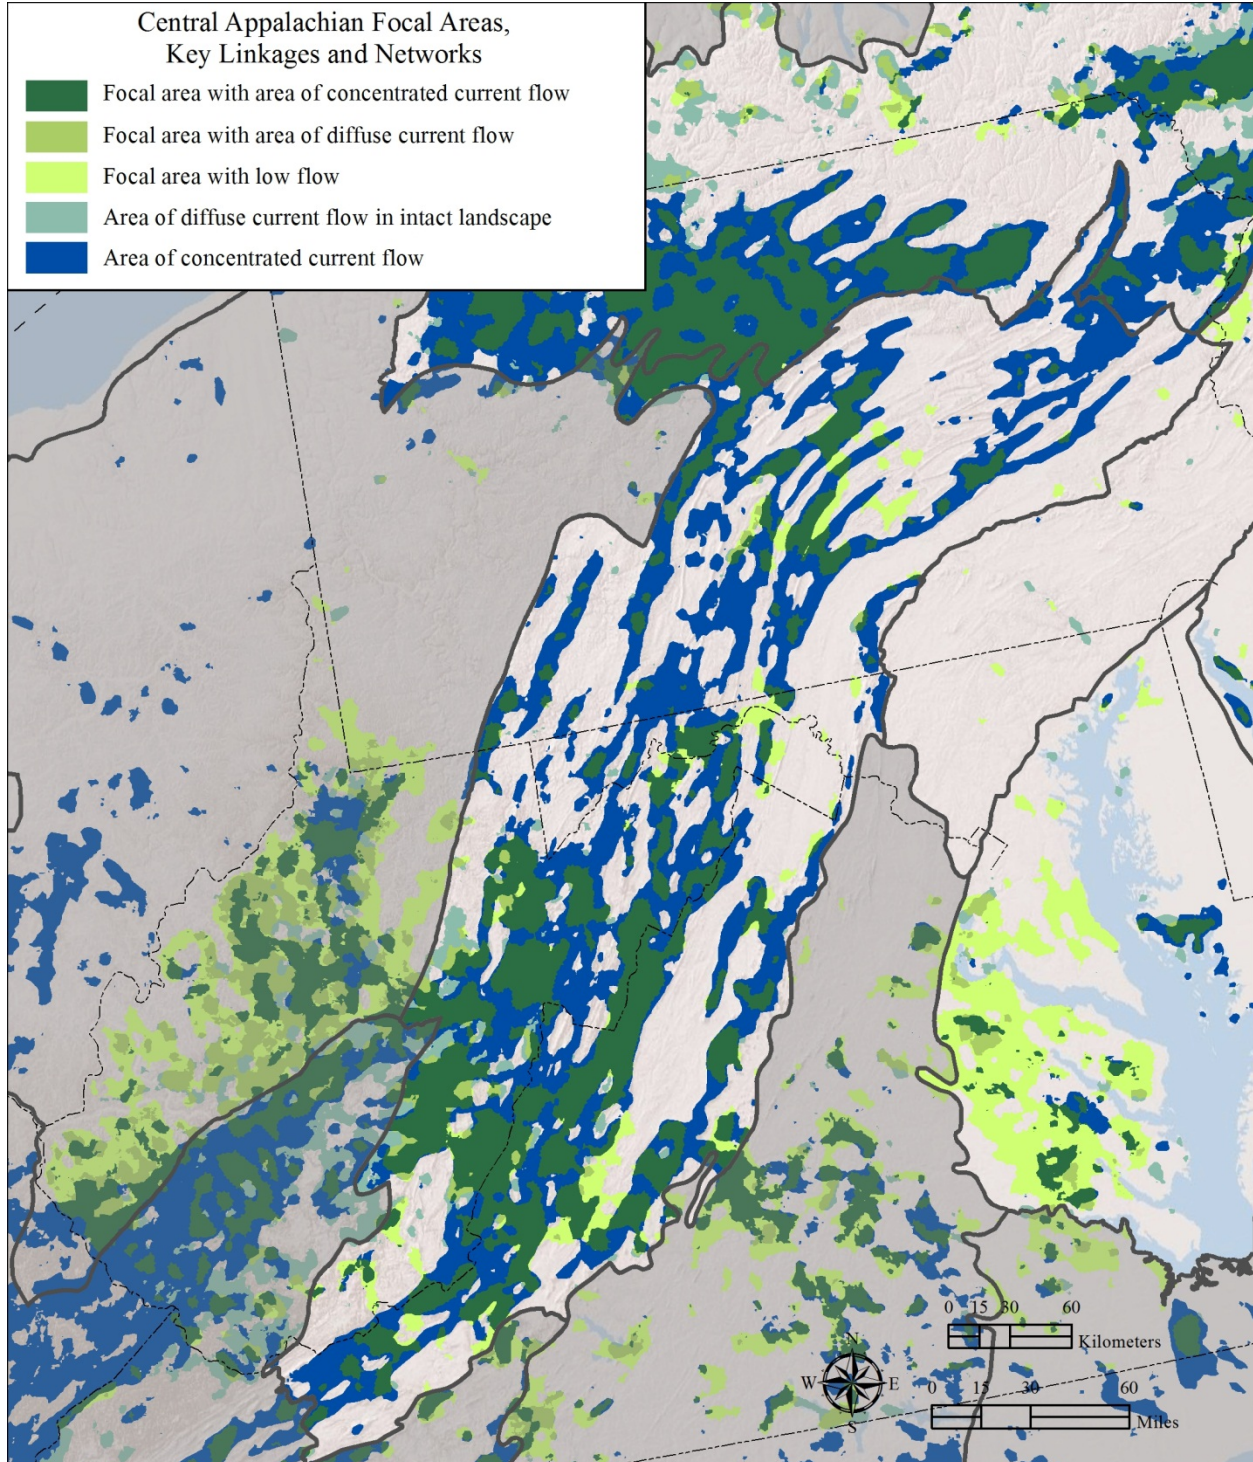 Central Appalachian Focal Areas,
Key Linkages and Networks
Focal area with area of concentrated current flow
Focal area with area of diffuse current flow
Focal area with low flow
Area of diffuse current flow in intact landscape
Area of concentrated current flow
0 15 30 60
Kilometers
N
W E
S
0 15 30 60
Miles